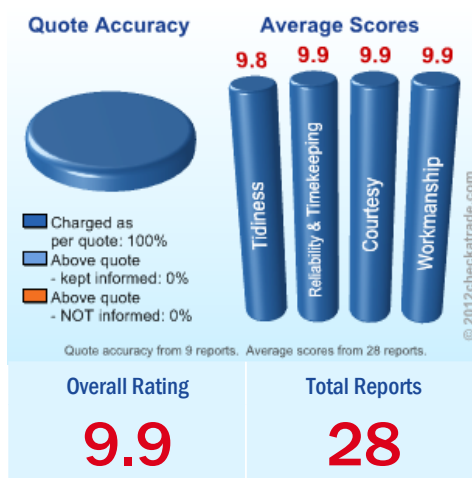 Quote Accuracy
Average Scores
9.8
9.9
9.9
9.9
Tidiness
Reliability & Timekeeping
Courtesy
Workmanship
Charged as
per quote: 100%
Above quote
- kept informed: 0%
Above quote
- NOT informed: 0%
© 2012checkatrade.com
Quote accuracy from 9 reports. Average scores from 28 reports.
Overall Rating
Total Reports
9.9
28